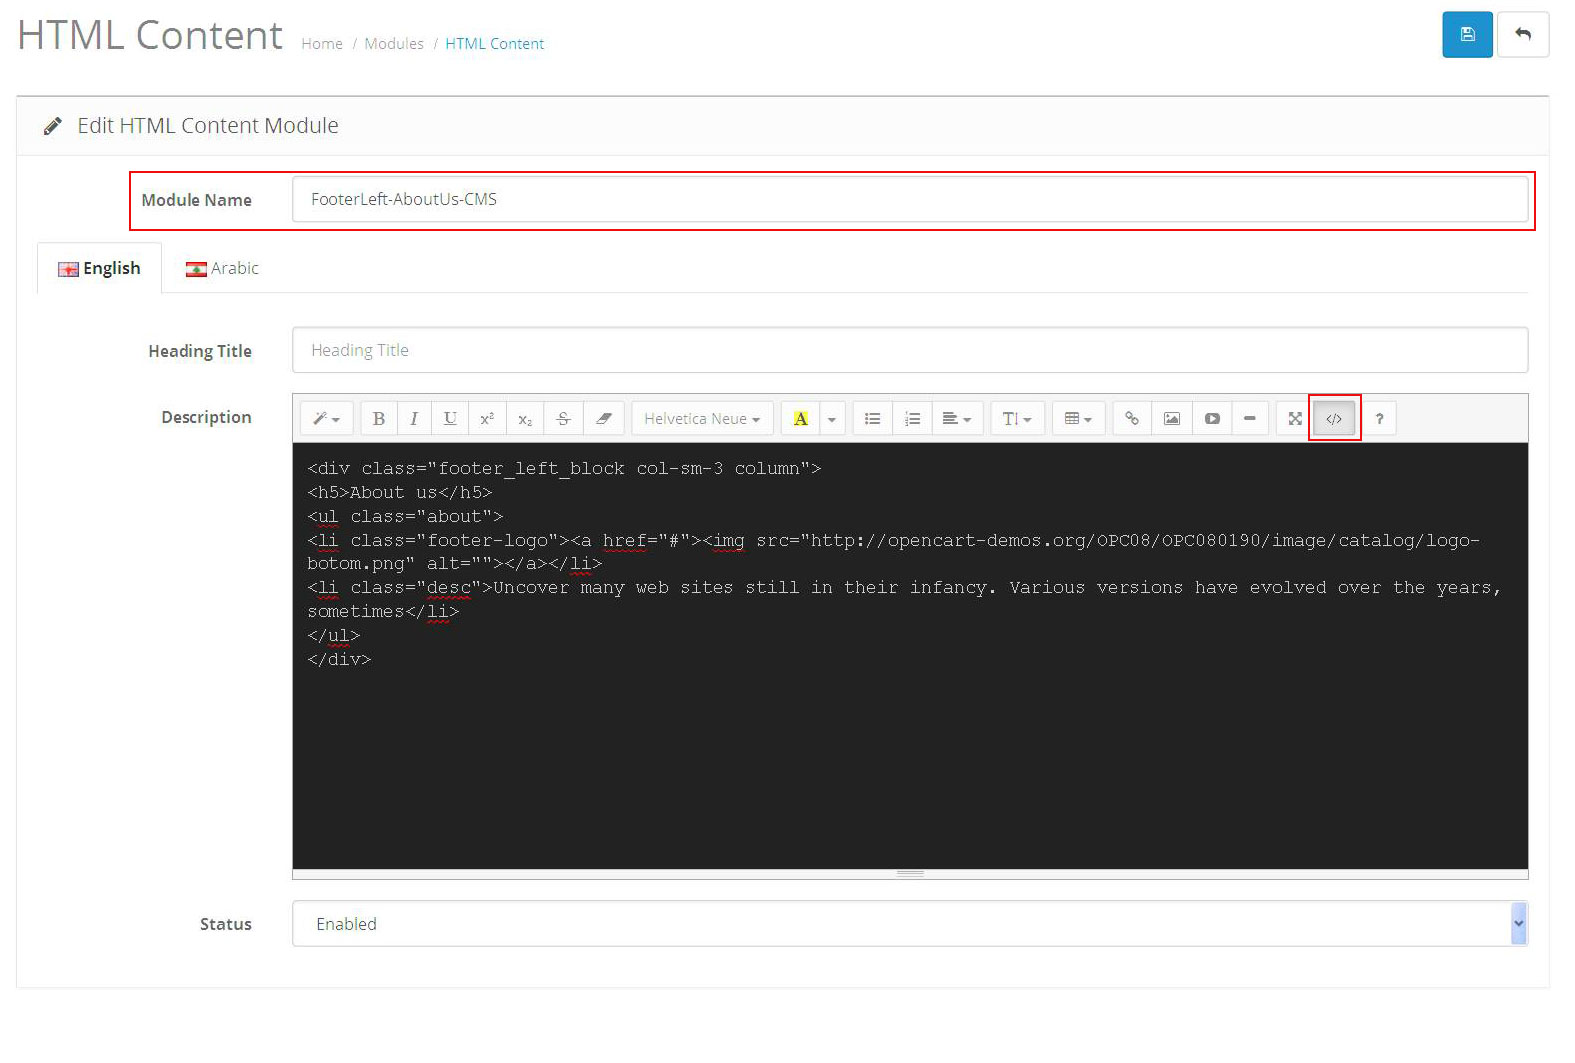 HTML Content Home / Modules / HTML Content
Edit HTML Content Module
Module Name FooterLeft-AboutUs-CMS
English Arabic
Heading Title Heading Title
Description B I U x² x₂ S Helvetica Neue A T </> ?
<div class="footer_left_block col-sm-3 column">
<h5>About us</h5>
<ul class="about">
<li class="footer-logo"><a href="#"><img src="http://opencart-demos.org/OPC08/OPC080190/image/catalog/logo-
botom.png" alt=""></a></li>
<li class="desc">Uncover many web sites still in their infancy. Various versions have evolved over the years,
sometimes</li>
</ul>
</div>
Status Enabled